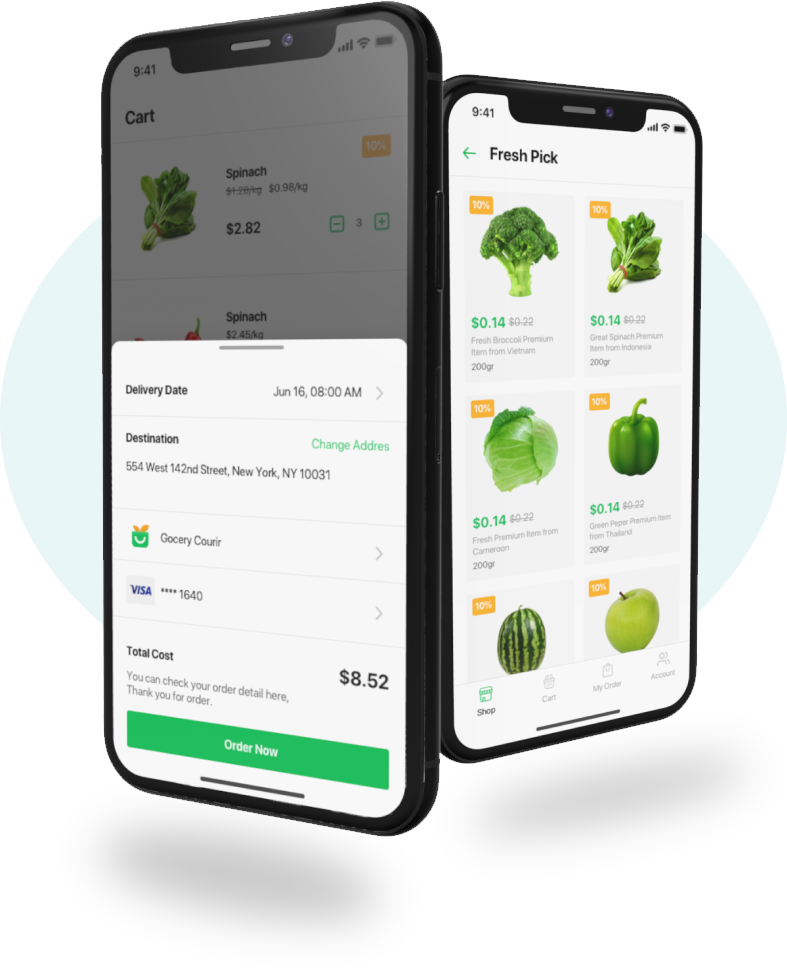 9:41
Cart
10%
Spinach
$1.28/kg $0.98/kg
$2.82
3
Spinach
$2.45/kg
Delivery Date
Jun 16, 08:00 AM
Destination
Change Addres
554 West 142nd Street, New York, NY 10031
Gocery Courir
VISA **** 1640
Total Cost
$8.52
You can check your order detail here,
Thank you for order.
Order Now
9:41
Fresh Pick
10%
$0.14 $0.22
Fresh Broccoli Premium
Item from Vietnam
200gr
10%
$0.14 $0.22
Great Spinach Premium
Item from Indonesia
200gr
10%
$0.14 $0.22
Fresh Premium Item from
Cameroon
200gr
10%
$0.14 $0.22
Green Peper Premium Item
from Thailand
200gr
10%
10%
Shop
Cart
My Order
Account